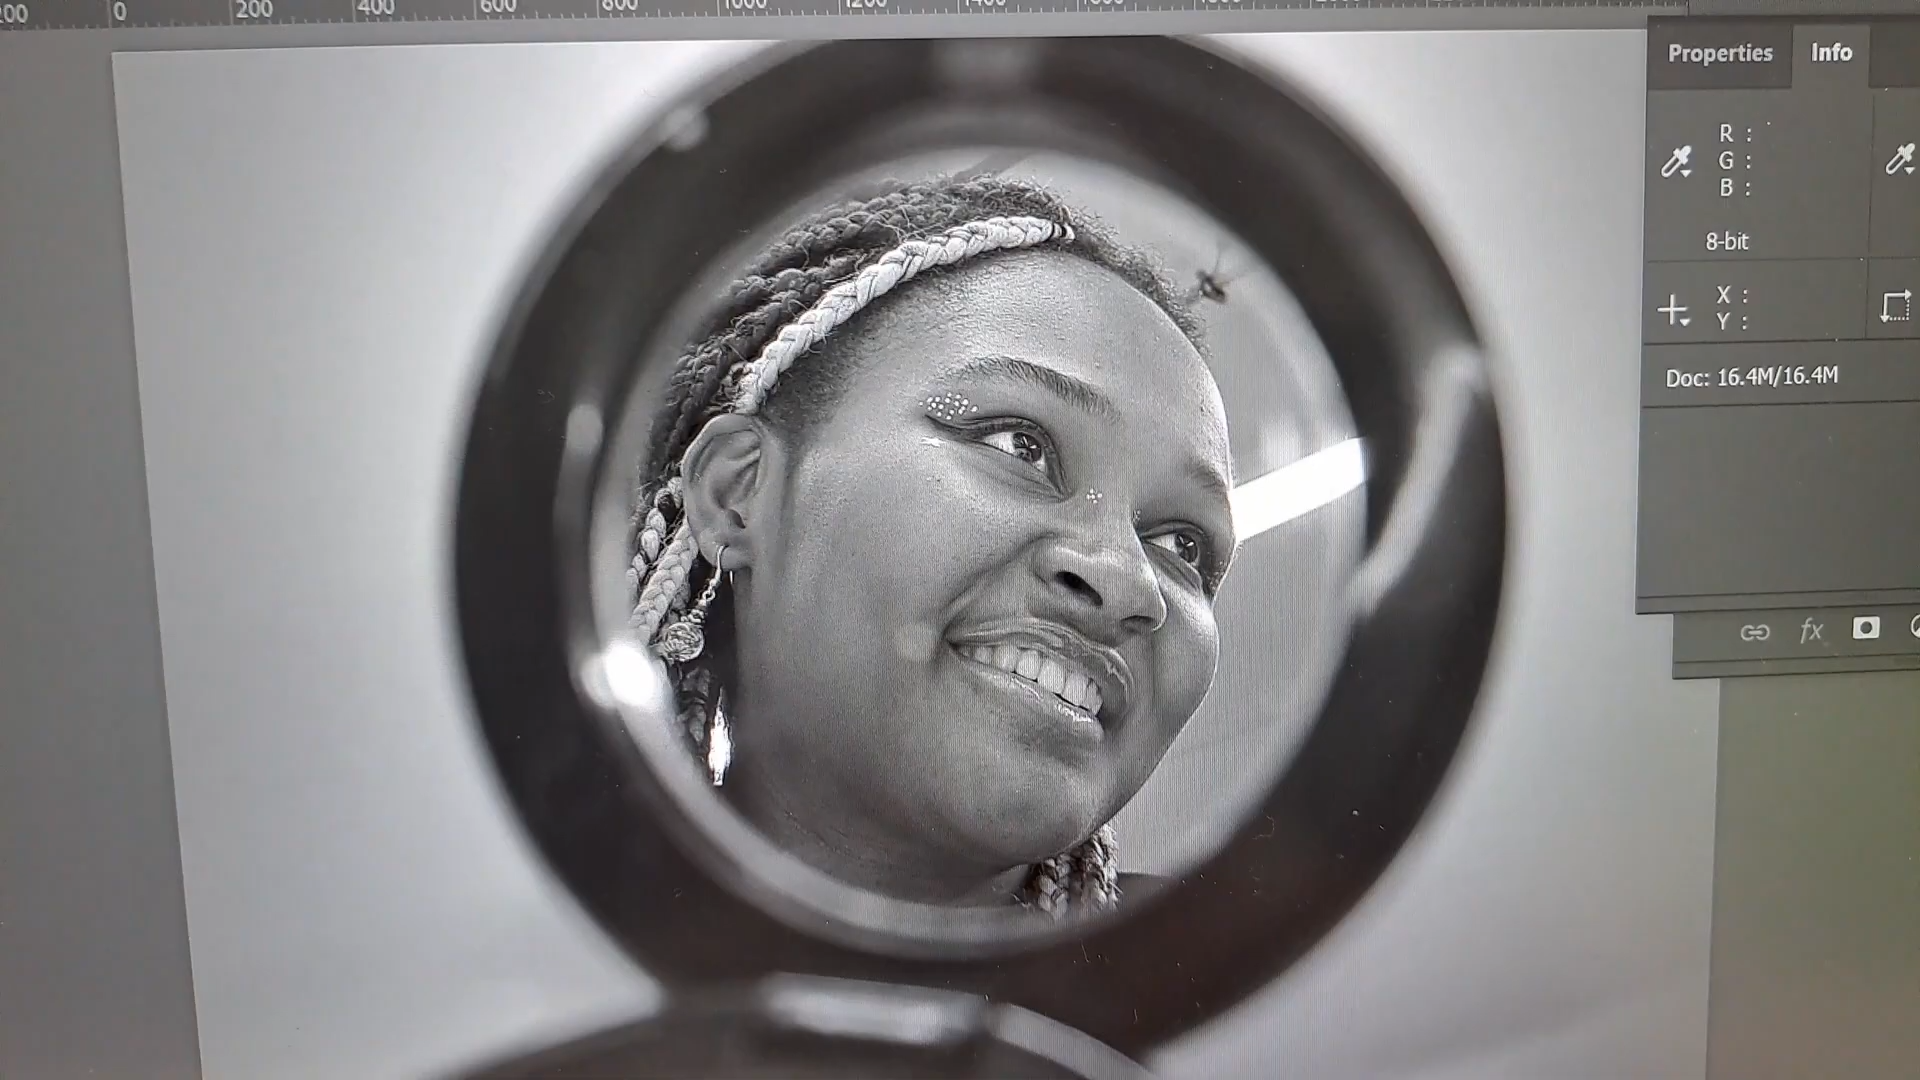 200 0 200 400 600 800 1000 1200 1400
Properties Info
R :
G :
B :
8-bit
X :
Y :
Doc: 16.4M/16.4M
fx